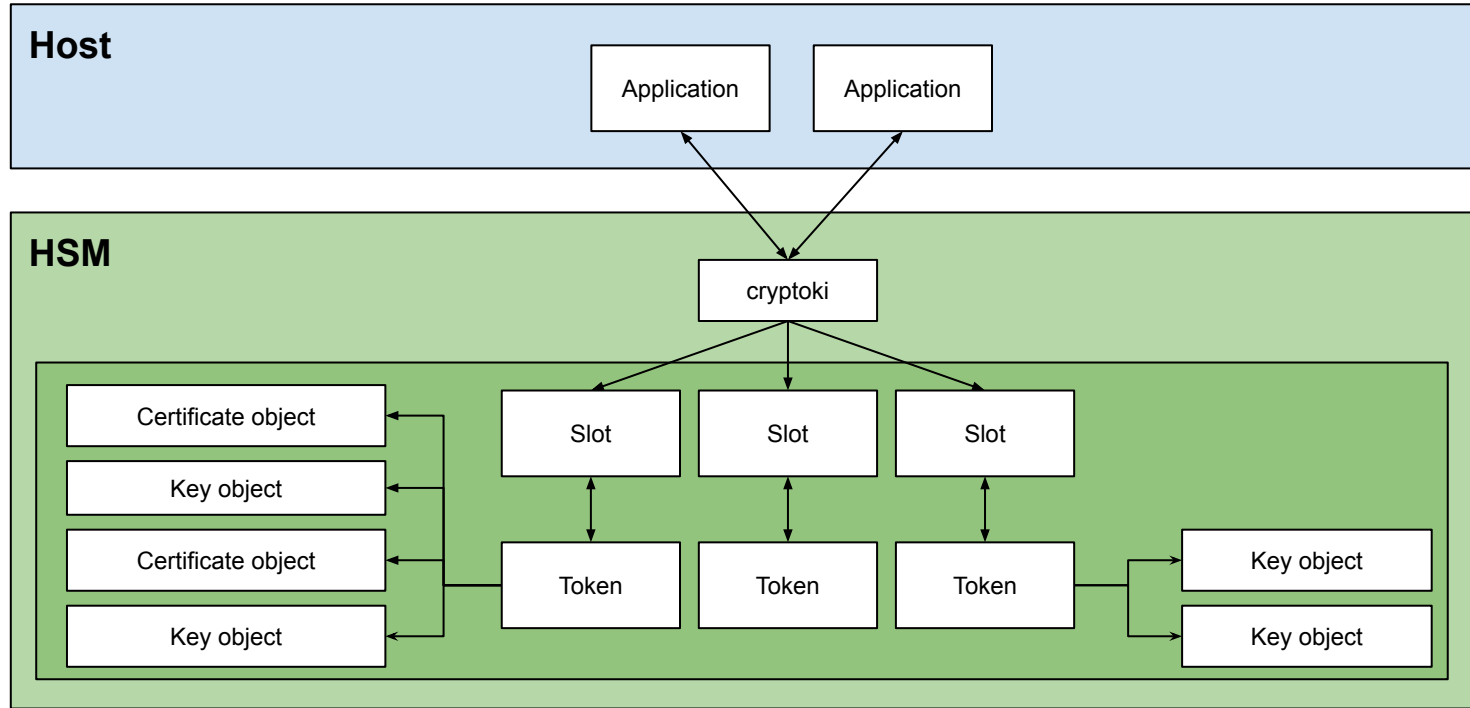 Host
Application
Application
HSM
cryptoki
Certificate object
Key object
Certificate object
Key object
Slot
Slot
Slot
Token
Token
Token
Key object
Key object